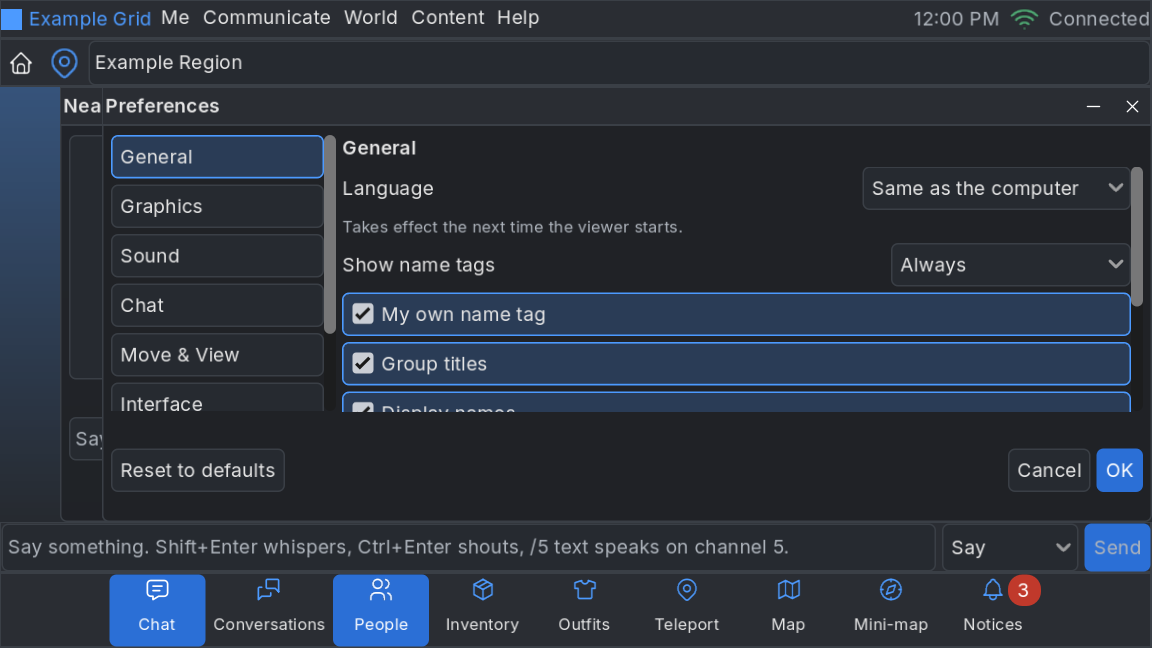 Example Grid Me Communicate World Content Help 12:00 PM Connected
Example Region
Nea Preferences
General
Graphics
Sound
Chat
Move & View
Interface
General
Language Same as the computer
Takes effect the next time the viewer starts.
Show name tags Always
My own name tag
Group titles
Display names
Say
Reset to defaults Cancel OK
Say something. Shift+Enter whispers, Ctrl+Enter shouts, /5 text speaks on channel 5. Say Send
Chat Conversations People Inventory Outfits Teleport Map Mini-map Notices 3